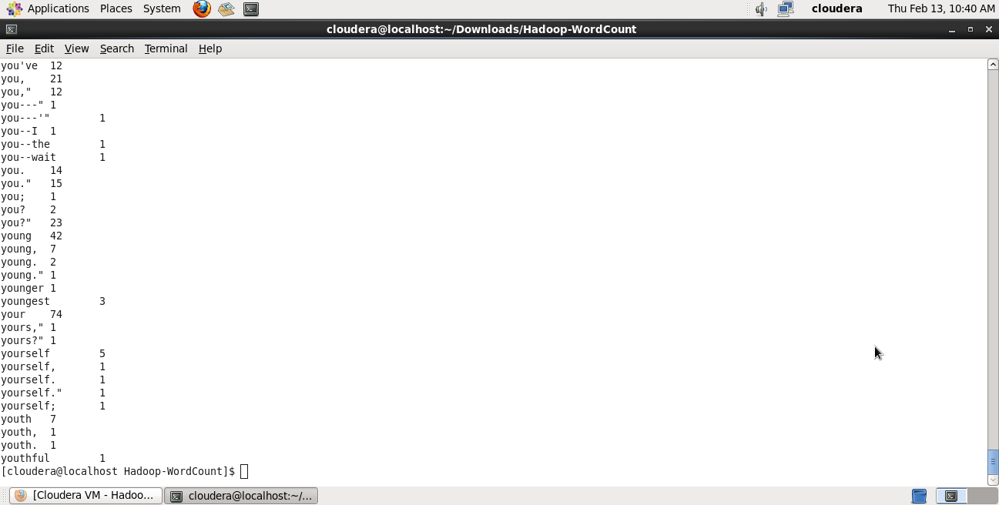 Applications Places System cloudera Thu Feb 13, 10:40 AM
cloudera@localhost:~/Downloads/Hadoop-WordCount
File Edit View Search Terminal Help
you've 12
you, 21
you," 12
you---" 1
you---'" 1
you--I 1
you--the 1
you--wait 1
you. 14
you." 15
you; 1
you? 2
you?" 23
young 42
young, 7
young. 2
young." 1
younger 1
youngest 3
your 74
yours," 1
yours?" 1
yourself 5
yourself, 1
yourself. 1
yourself." 1
yourself; 1
youth 7
youth, 1
youth. 1
youthful 1
[cloudera@localhost Hadoop-WordCount]$
[Cloudera VM - Hadoo... cloudera@localhost:~/...